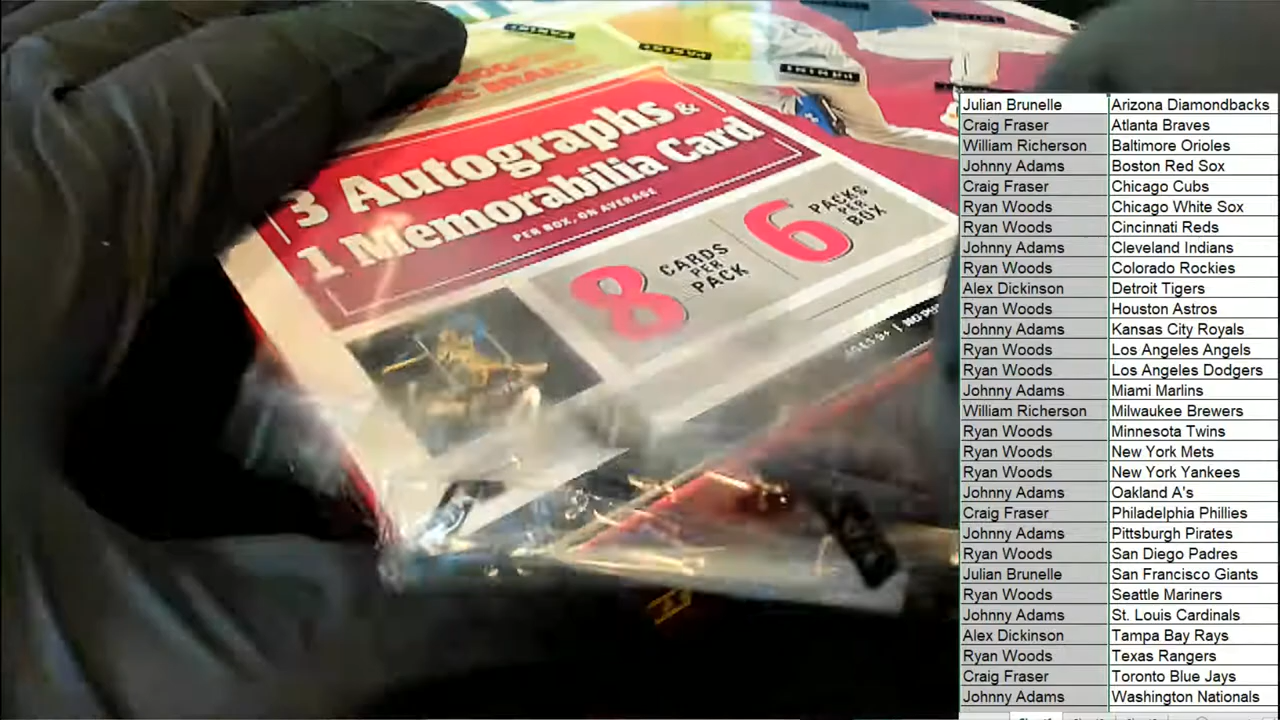 PANINI
PANINI
PANINI
3 Autographs &
1 Memorabilia Card
PER BOX, ON AVERAGE
8 CARDS PER PACK
6 PACKS PER BOX
Julian Brunelle Arizona Diamondbacks
Craig Fraser Atlanta Braves
William Richerson Baltimore Orioles
Johnny Adams Boston Red Sox
Craig Fraser Chicago Cubs
Ryan Woods Chicago White Sox
Ryan Woods Cincinnati Reds
Johnny Adams Cleveland Indians
Ryan Woods Colorado Rockies
Alex Dickinson Detroit Tigers
Ryan Woods Houston Astros
Johnny Adams Kansas City Royals
Ryan Woods Los Angeles Angels
Ryan Woods Los Angeles Dodgers
Johnny Adams Miami Marlins
William Richerson Milwaukee Brewers
Ryan Woods Minnesota Twins
Ryan Woods New York Mets
Ryan Woods New York Yankees
Johnny Adams Oakland A's
Craig Fraser Philadelphia Phillies
Johnny Adams Pittsburgh Pirates
Ryan Woods San Diego Padres
Julian Brunelle San Francisco Giants
Ryan Woods Seattle Mariners
Johnny Adams St. Louis Cardinals
Alex Dickinson Tampa Bay Rays
Ryan Woods Texas Rangers
Craig Fraser Toronto Blue Jays
Johnny Adams Washington Nationals